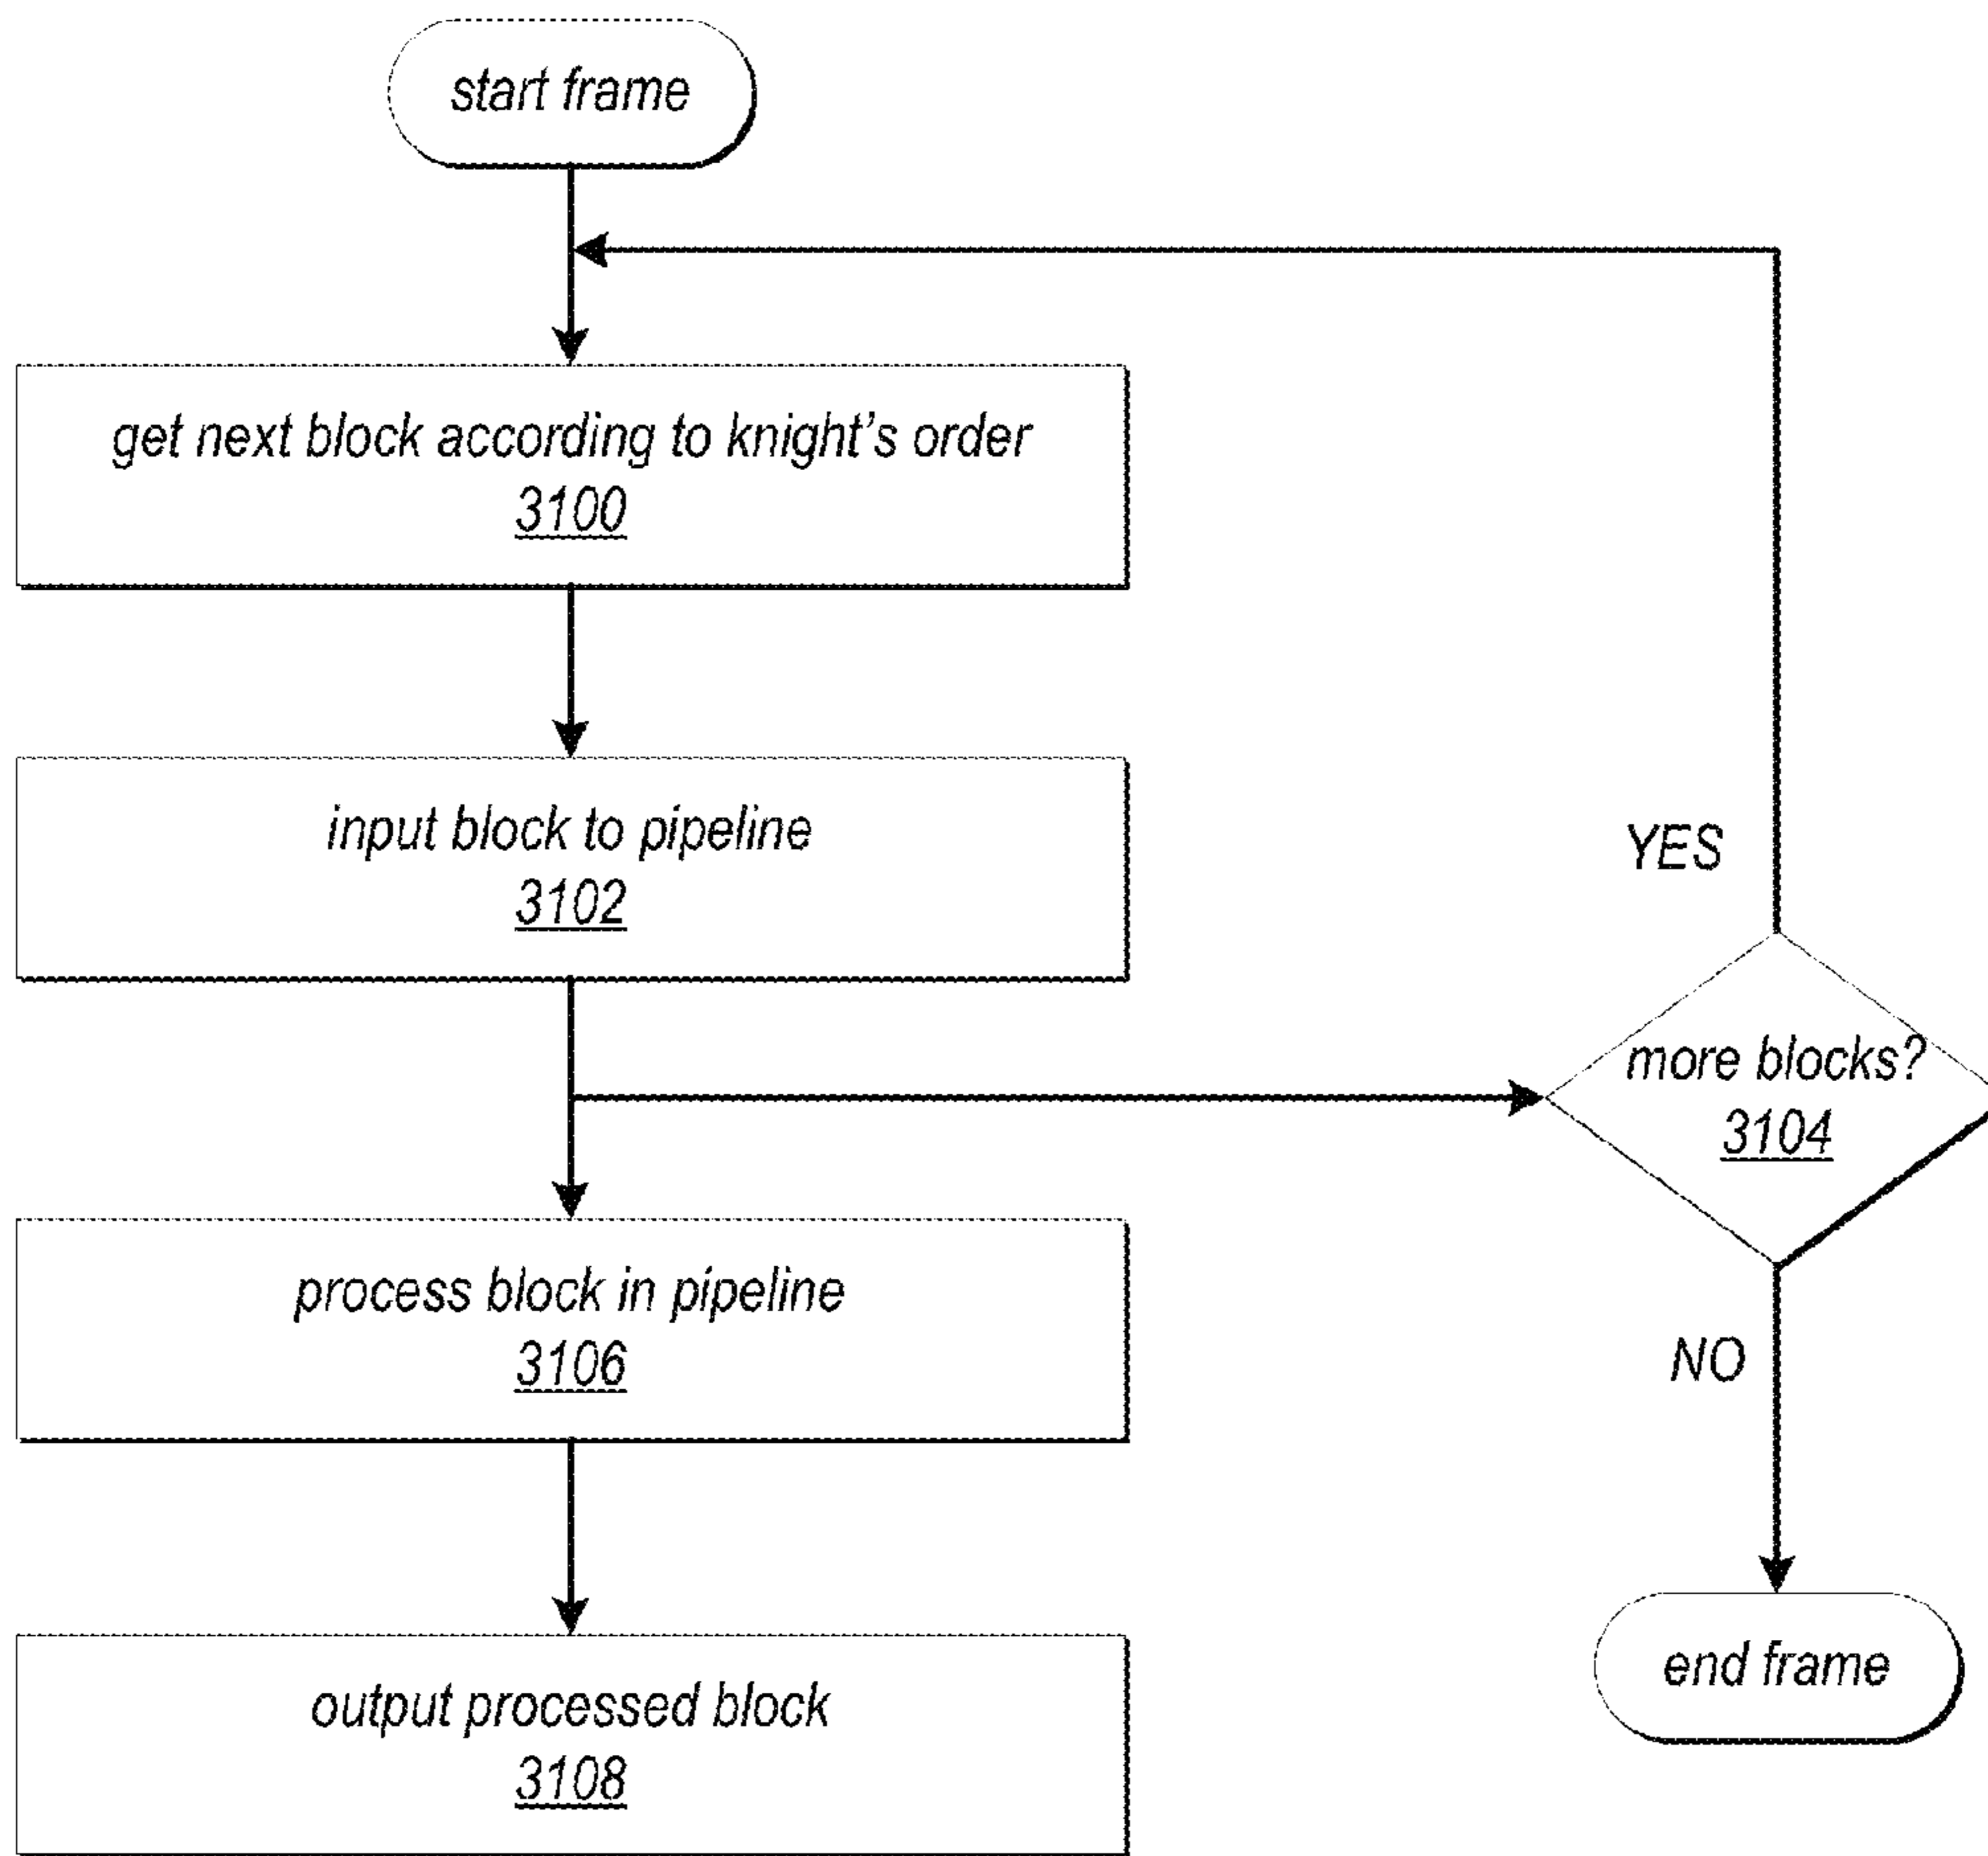 start frame
get next block according to knight's order
3100
input block to pipeline
3102
YES
more blocks?
3104
process block in pipeline
3106
NO
output processed block
3108
end frame